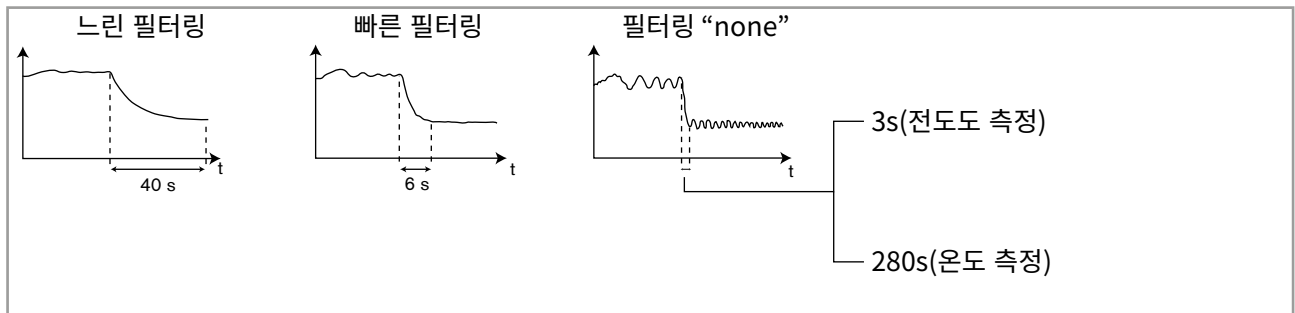 느린 필터링
빠른 필터링
필터링 “none”
t
40 s
t
6 s
t
3s(전도도 측정)
280s(온도 측정)